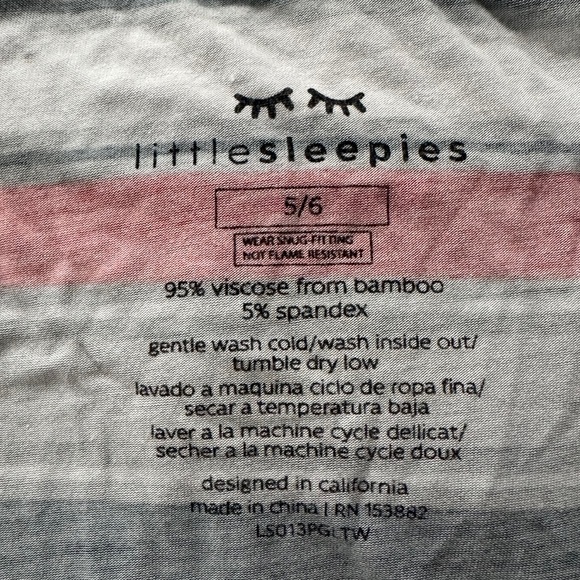 littlesleepies
5/6
WEAR SNUG-FITTING
NOT FLAME RESISTANT
95% viscose from bamboo
5% spandex
gentle wash cold/wash inside out/
tumble dry low
lavado a maquina ciclo de ropa fina/
secar a temperatura baja
laver a la machine cycle dellicat/
secher a la machine cycle doux
designed in california
made in china | RN 153882
LS013PGLTW